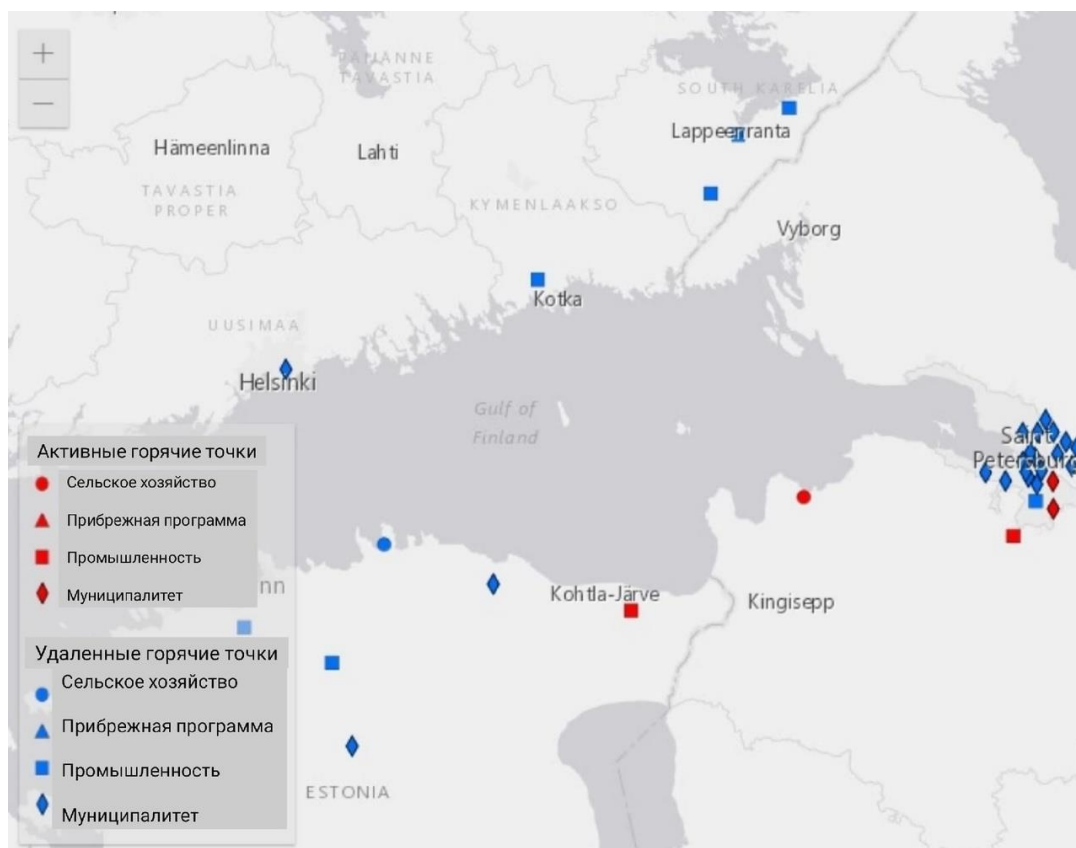 PÄIJÄNNE
TAVASTIA
SOUTH KARELIA
Lappeenranta
Hämeenlinna
Lahti
TAVASTIA
PROPER
KYMENLAAKSO
Vyborg
Kotka
UUSIMAA
Helsinki
Gulf of
Finland
Saint
Petersburg
Активные горячие точки
Сельское хозяйство
Прибрежная программа
Промышленность
Муниципалитет
nn
Kohtla-Järve
Kingisepp
Удаленные горячие точки
Сельское хозяйство
Прибрежная программа
Промышленность
Муниципалитет
ESTONIA